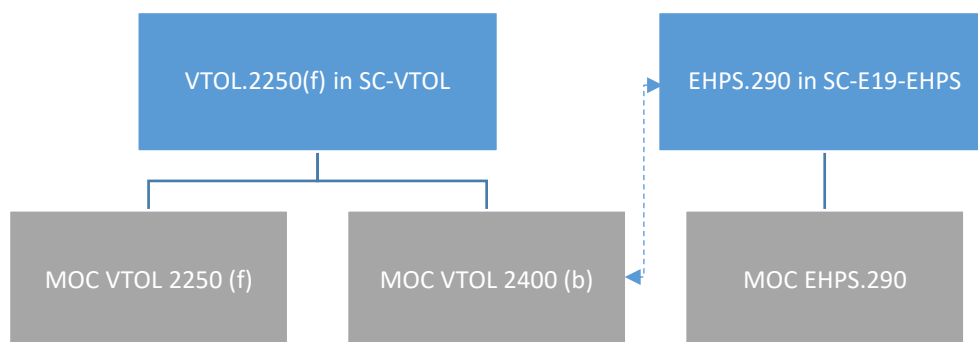 VTOL.2250(f) in SC-VTOL
EHPS.290 in SC-E19-EHPS
MOC VTOL 2250 (f)
MOC VTOL 2400 (b)
MOC EHPS.290